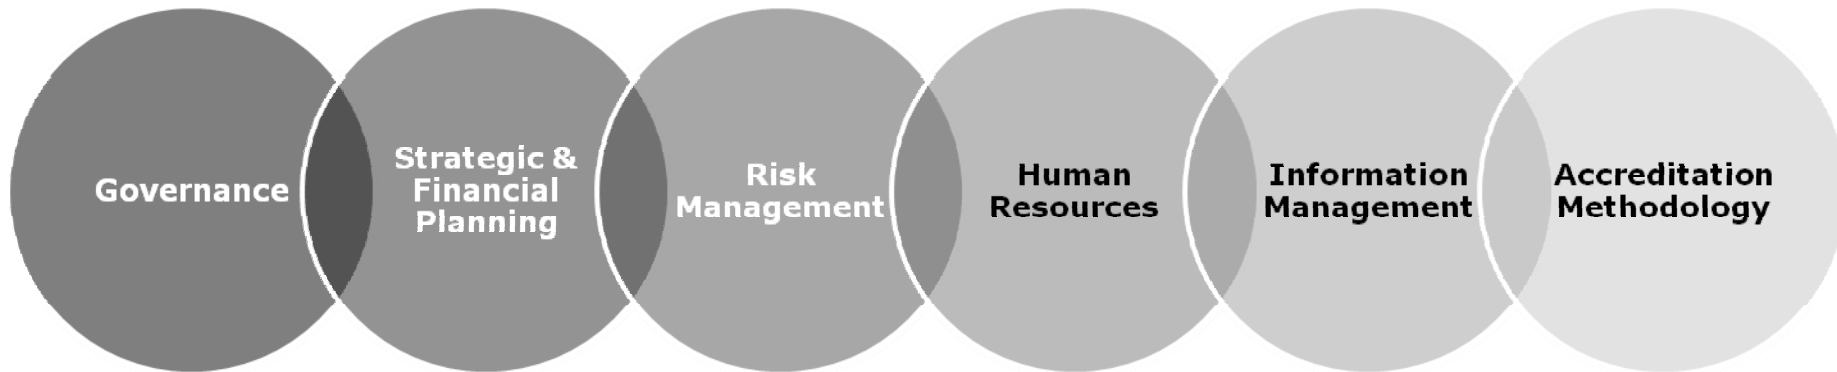 Governance
Strategic &
Financial
Planning
Risk
Management
Human
Resources
Information
Management
Accreditation
Methodology